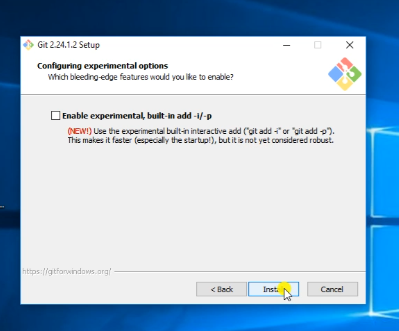 Git 2.24.1.2 Setup
Configuring experimental options
Which bleeding-edge features would you like to enable?
Enable experimental, built-in add -i/-p
(NEW!) Use the experimental built-in interactive add ("git add -i" or "git add -p").
This makes it faster (especially the startup!), but it is not yet considered robust.
https://gitforwindows.org/
< Back
Cancel